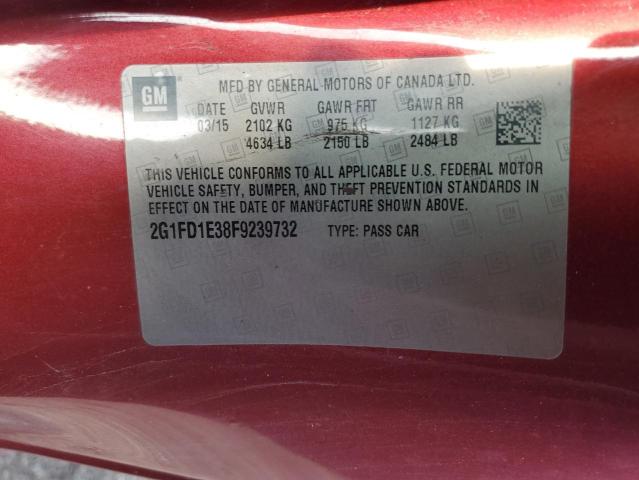 GM
MFD BY GENERAL MOTORS OF CANADA LTD.
DATE GVWR GAWR FRT GAWR RR
03/15 2102 KG 975 KG 1127 KG
4634 LB 2150 LB 2484 LB
THIS VEHICLE CONFORMS TO ALL APPLICABLE U.S. FEDERAL MOTOR
VEHICLE SAFETY, BUMPER, AND THEFT PREVENTION STANDARDS IN
EFFECT ON THE DATE OF MANUFACTURE SHOWN ABOVE.
2G1FD1E38F9239732 TYPE: PASS CAR